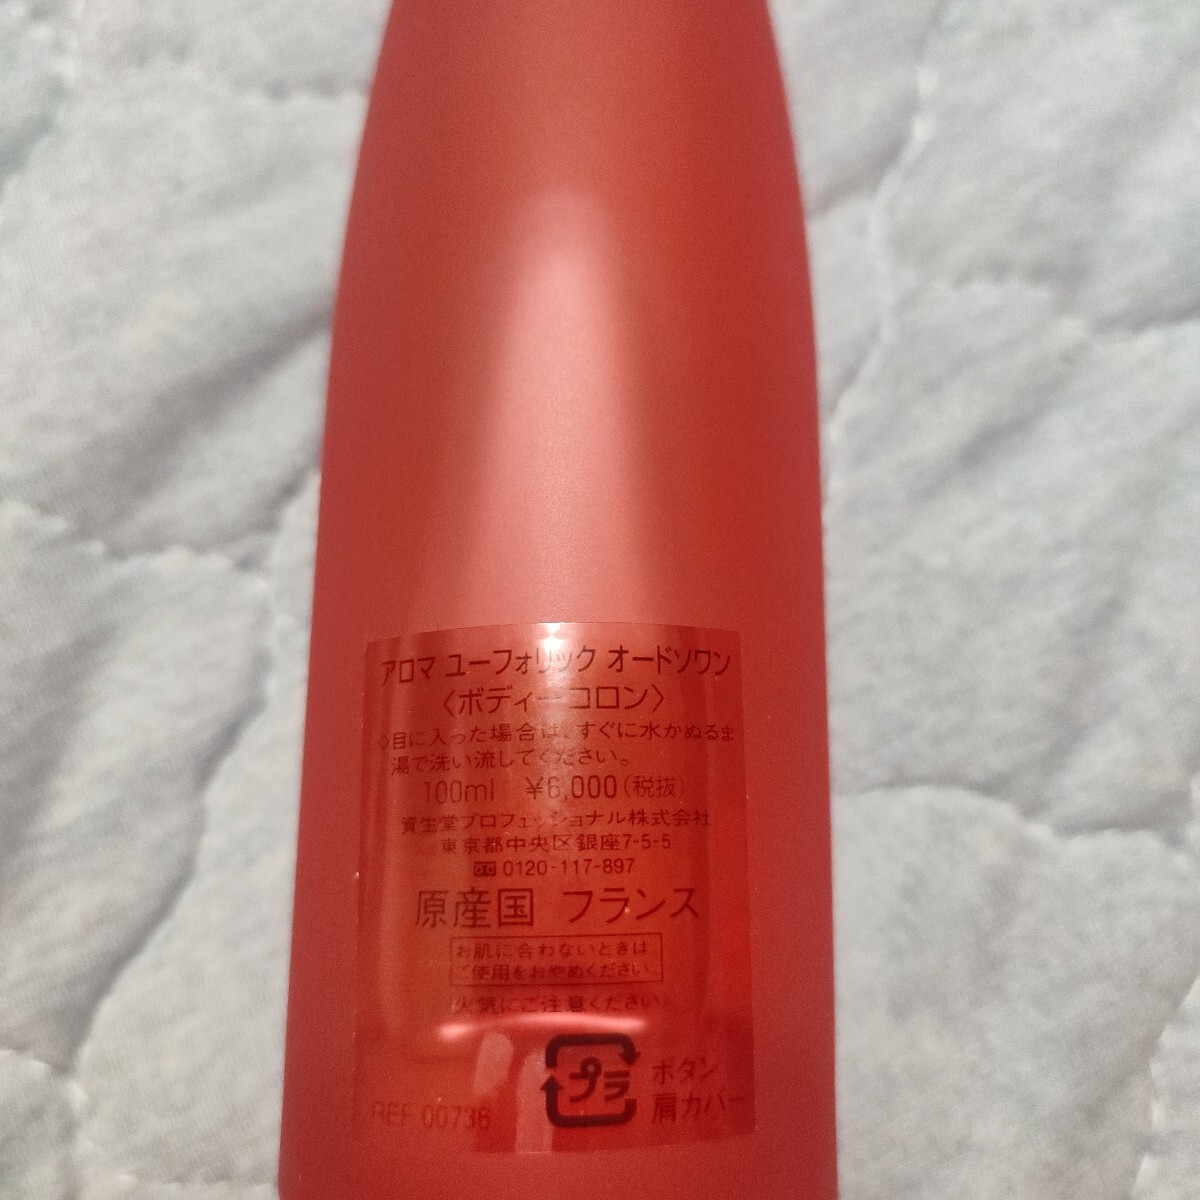 アロマ ユーフォリック オードソワン
〈ボディーコロン〉
◇目に入った場合は、すぐに水かぬるま
湯で洗い流してください。
100ml ¥6,000(税抜)
資生堂プロフェッショナル株式会社
東京都中央区銀座7-5-5
0120-117-897
原産国 フランス
お肌に合わないときは、
ご使用をおやめください。
〈火気にご注意ください〉
プラ
ボタン
肩カバー
REF 00736